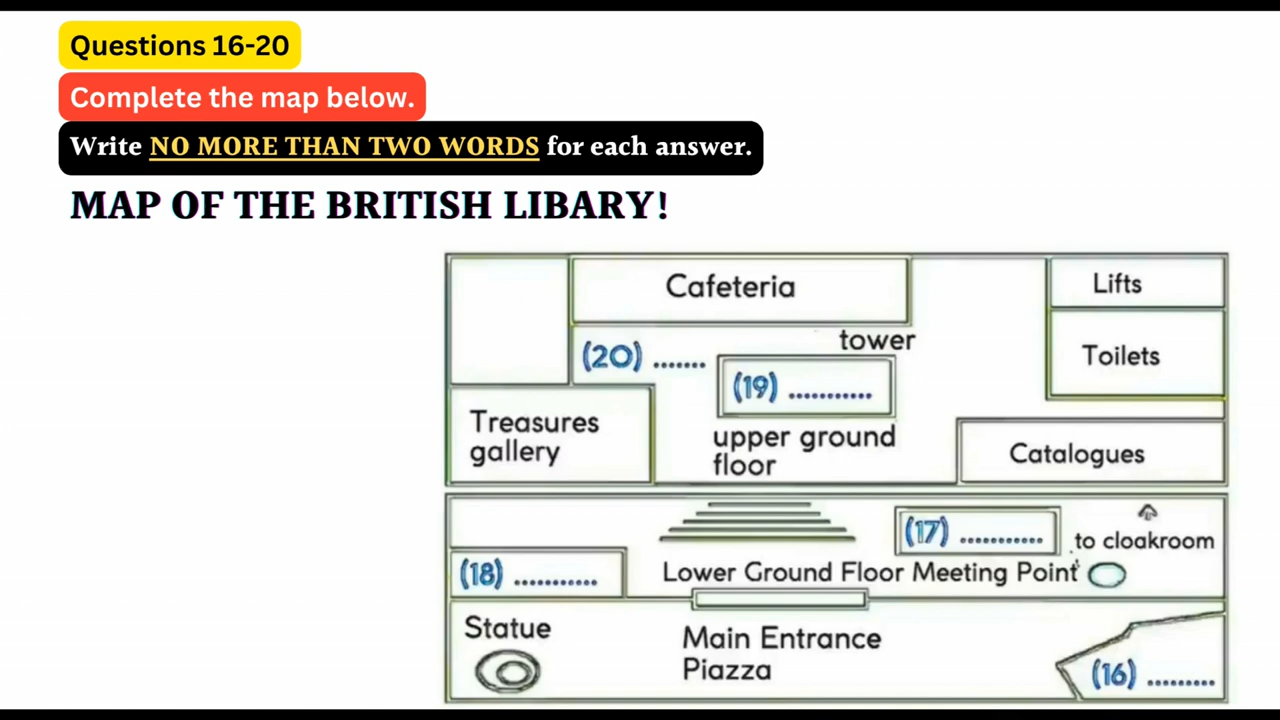 Questions 16-20
Complete the map below.
Write NO MORE THAN TWO WORDS for each answer.
MAP OF THE BRITISH LIBARY!
Cafeteria
Lifts
tower
(20) .......
Toilets
(19) ...........
Treasures
gallery
upper ground
floor
Catalogues
(17) ...........
to cloakroom
(18) ...........
Lower Ground Floor Meeting Point
Statue
Main Entrance
Piazza
(16) .........